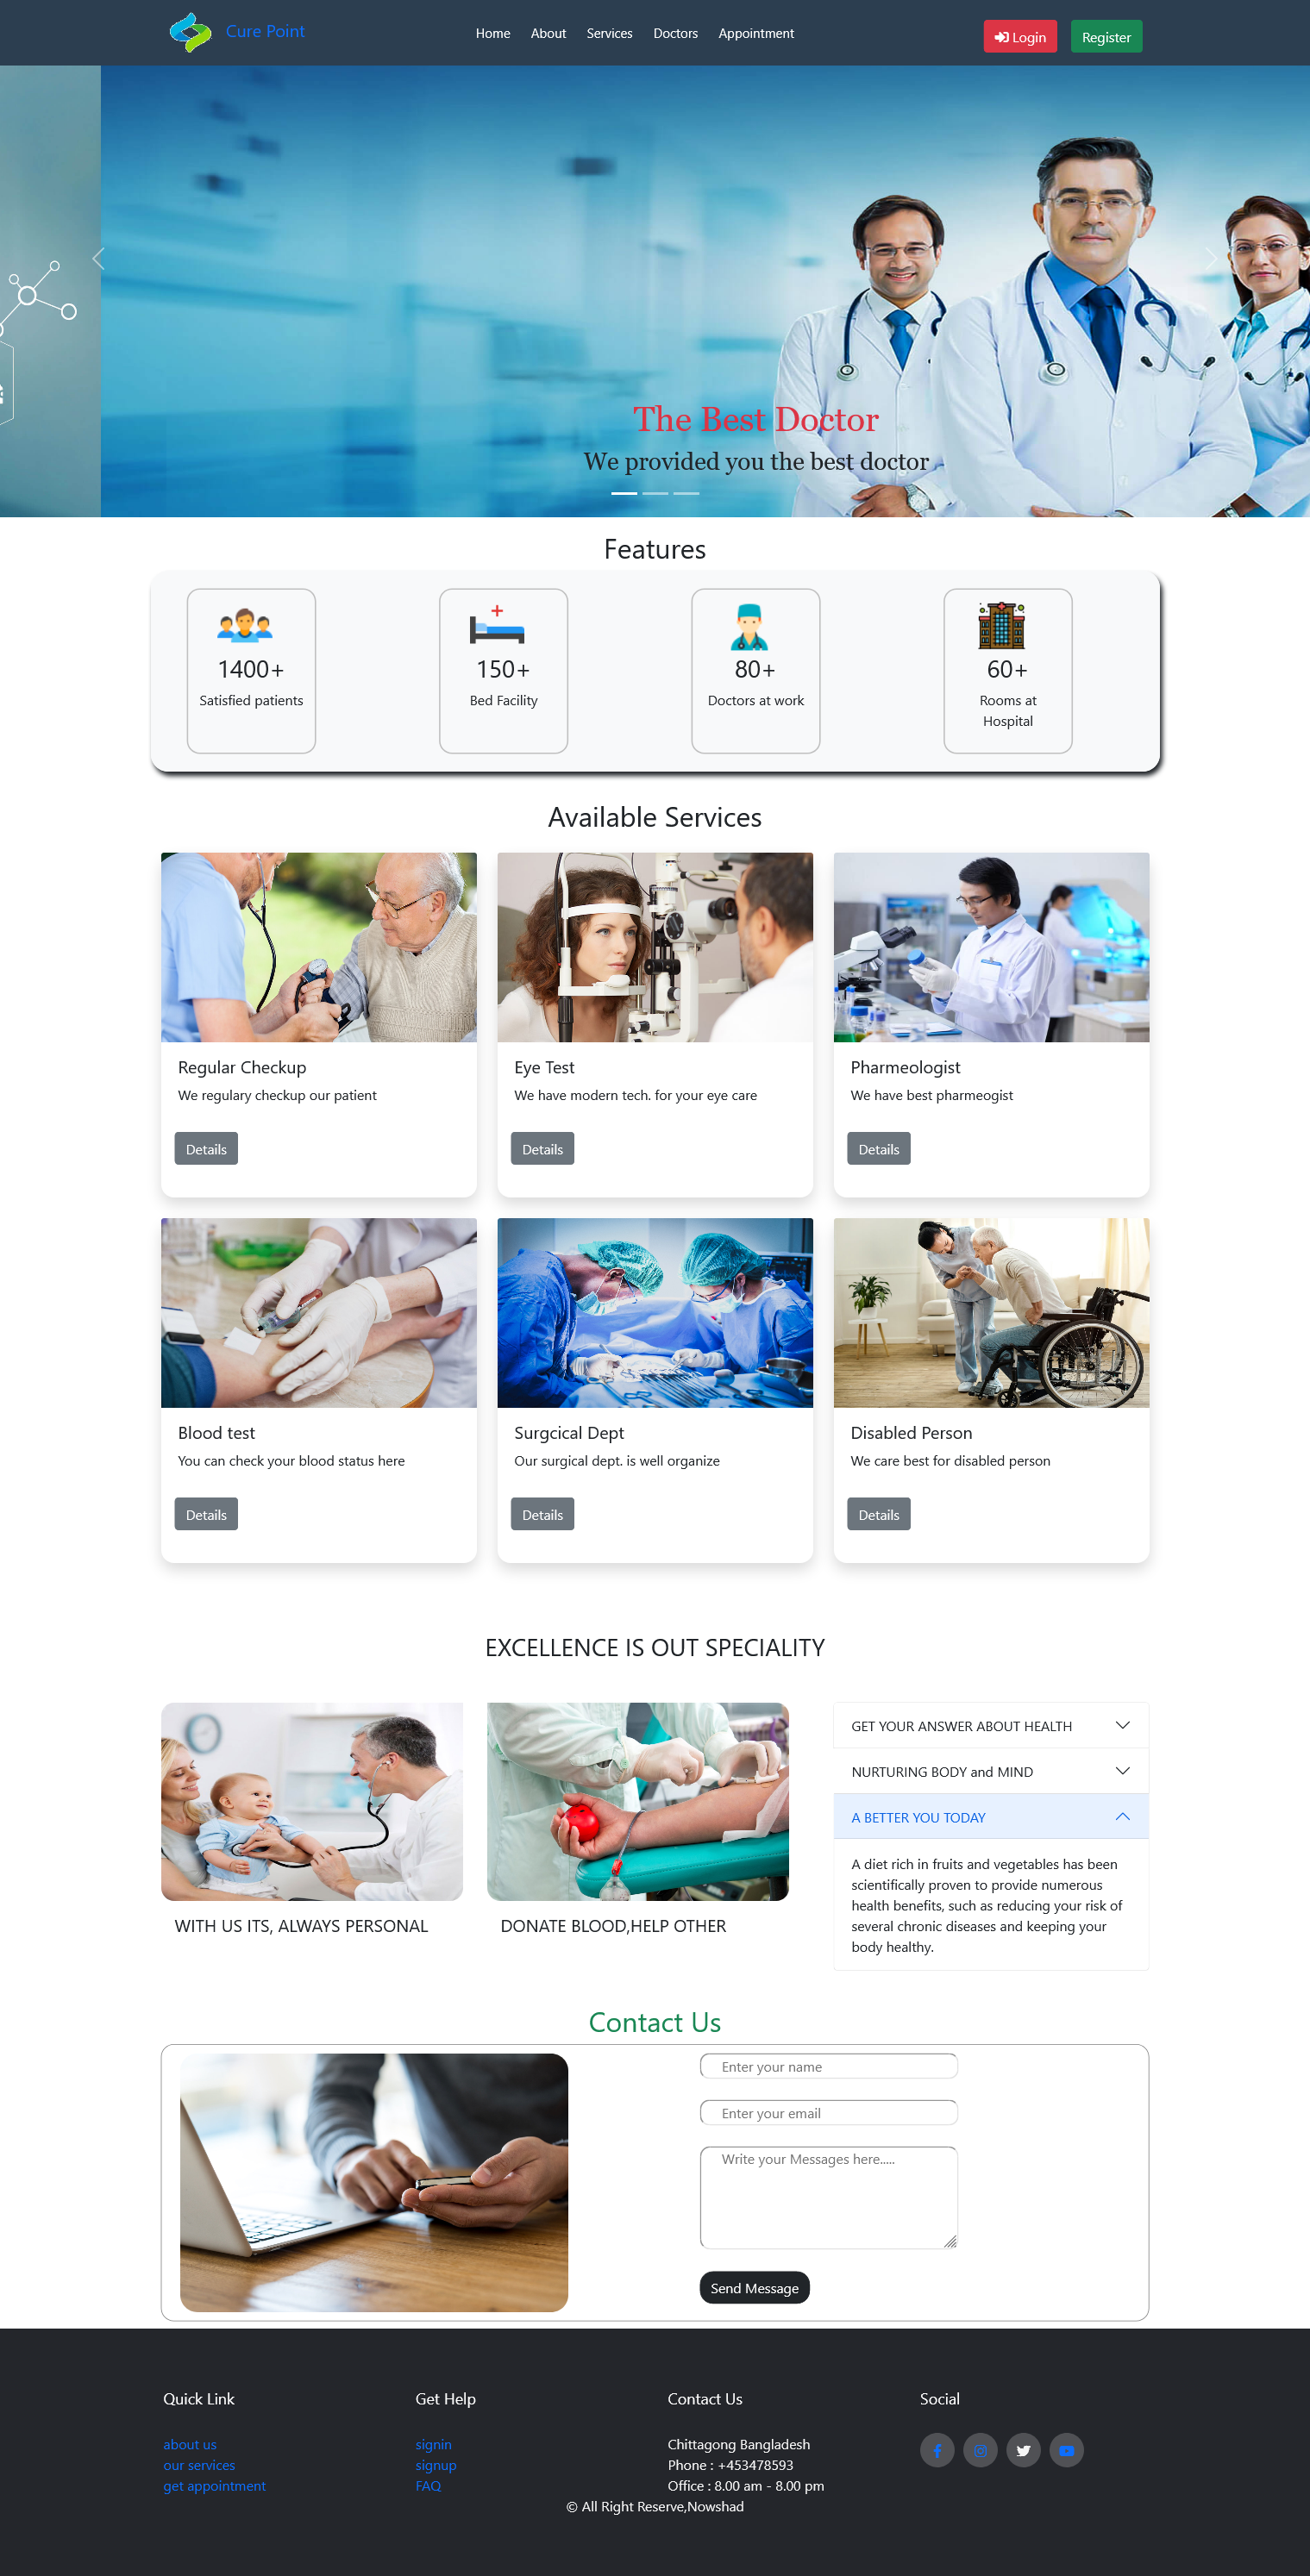 Cure Point
Home About Services Doctors Appointment
Login Register
The Best Doctor
We provided you the best doctor
Features
1400+
Satisfied patients
150+
Bed Facility
80+
Doctors at work
60+
Rooms at
Hospital
Available Services
Regular Checkup
We regulary checkup our patient
Details
Eye Test
We have modern tech. for your eye care
Details
Pharmeologist
We have best pharmeogist
Details
Blood test
You can check your blood status here
Details
Surgcical Dept
Our surgical dept. is well organize
Details
Disabled Person
We care best for disabled person
Details
EXCELLENCE IS OUT SPECIALITY
WITH US ITS, ALWAYS PERSONAL
DONATE BLOOD,HELP OTHER
GET YOUR ANSWER ABOUT HEALTH
NURTURING BODY and MIND
A BETTER YOU TODAY
A diet rich in fruits and vegetables has been
scientifically proven to provide numerous
health benefits, such as reducing your risk of
several chronic diseases and keeping your
body healthy.
Contact Us
Enter your name
Enter your email
Write your Messages here.....
Send Message
Quick Link
about us
our services
get appointment
Get Help
signin
signup
FAQ
Contact Us
Chittagong Bangladesh
Phone : +453478593
Office : 8.00 am - 8.00 pm
Social
© All Right Reserve,Nowshad